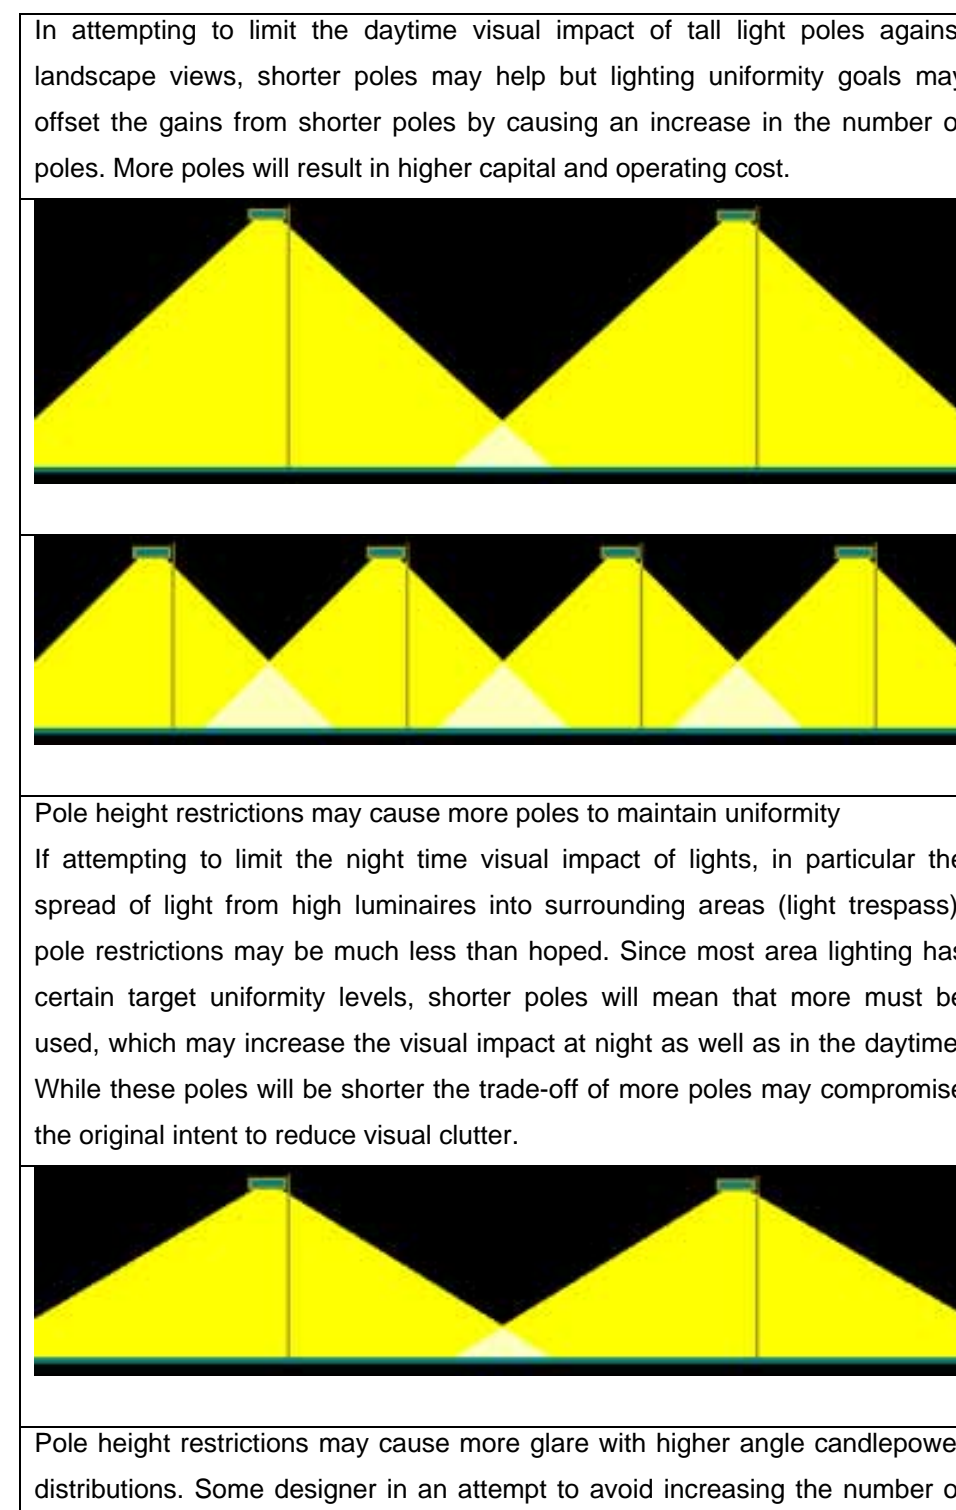 In attempting to limit the daytime visual impact of tall light poles agains
landscape views, shorter poles may help but lighting uniformity goals may
offset the gains from shorter poles by causing an increase in the number o
poles. More poles will result in higher capital and operating cost.
Pole height restrictions may cause more poles to maintain uniformity
If attempting to limit the night time visual impact of lights, in particular the
spread of light from high luminaires into surrounding areas (light trespass)
pole restrictions may be much less than hoped. Since most area lighting has
certain target uniformity levels, shorter poles will mean that more must be
used, which may increase the visual impact at night as well as in the daytime
While these poles will be shorter the trade-off of more poles may compromise
the original intent to reduce visual clutter.
Pole height restrictions may cause more glare with higher angle candlepowe
distributions. Some designer in an attempt to avoid increasing the number o